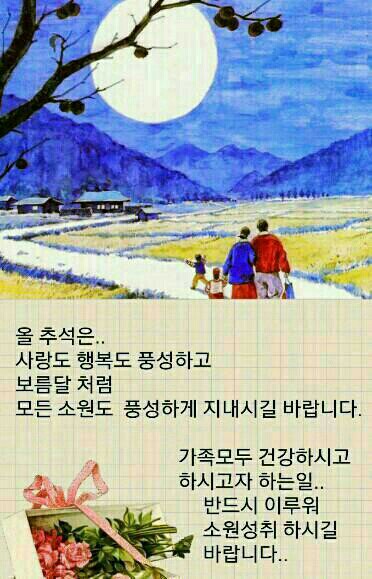 올 추석은..
사랑도 행복도 풍성하고
보름달 처럼
모든 소원도 풍성하게 지내시길 바랍니다.
가족모두 건강하시고
하시고자 하는일..
반드시 이루워
소원성취 하시길
바랍니다..